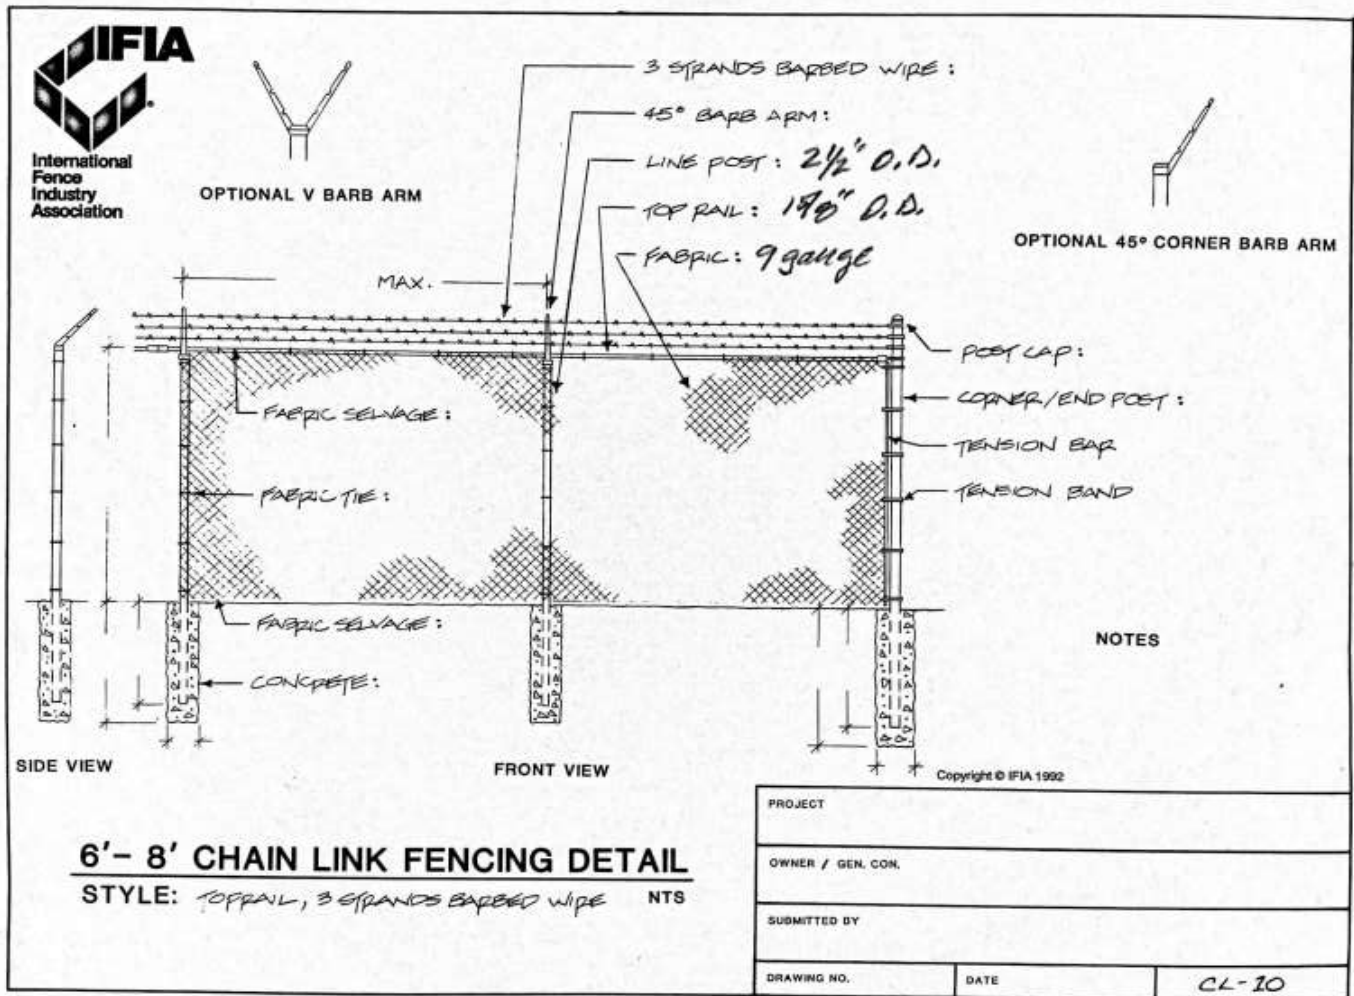 IFIA
International
Fence
Industry
Association
OPTIONAL V BARB ARM
3 STRANDS BARBED WIRE:
45° BARB ARM:
LINE POST: 2½" O.D.
TOP RAIL: 1⅝" O.D.
FABRIC: 9 gauge
OPTIONAL 45° CORNER BARB ARM
MAX.
POST CAP:
CORNER/END POST:
TENSION BAR
TENSION BAND
FABRIC SELVAGE:
FABRIC TIE:
FABRIC SELVAGE:
CONCRETE:
NOTES
SIDE VIEW
FRONT VIEW
Copyright © IFIA 1992
6'- 8' CHAIN LINK FENCING DETAIL
STYLE: TOPRAIL, 3 STRANDS BARBED WIRE NTS
PROJECT
OWNER / GEN. CON.
SUBMITTED BY
DRAWING NO.
DATE
CL-10